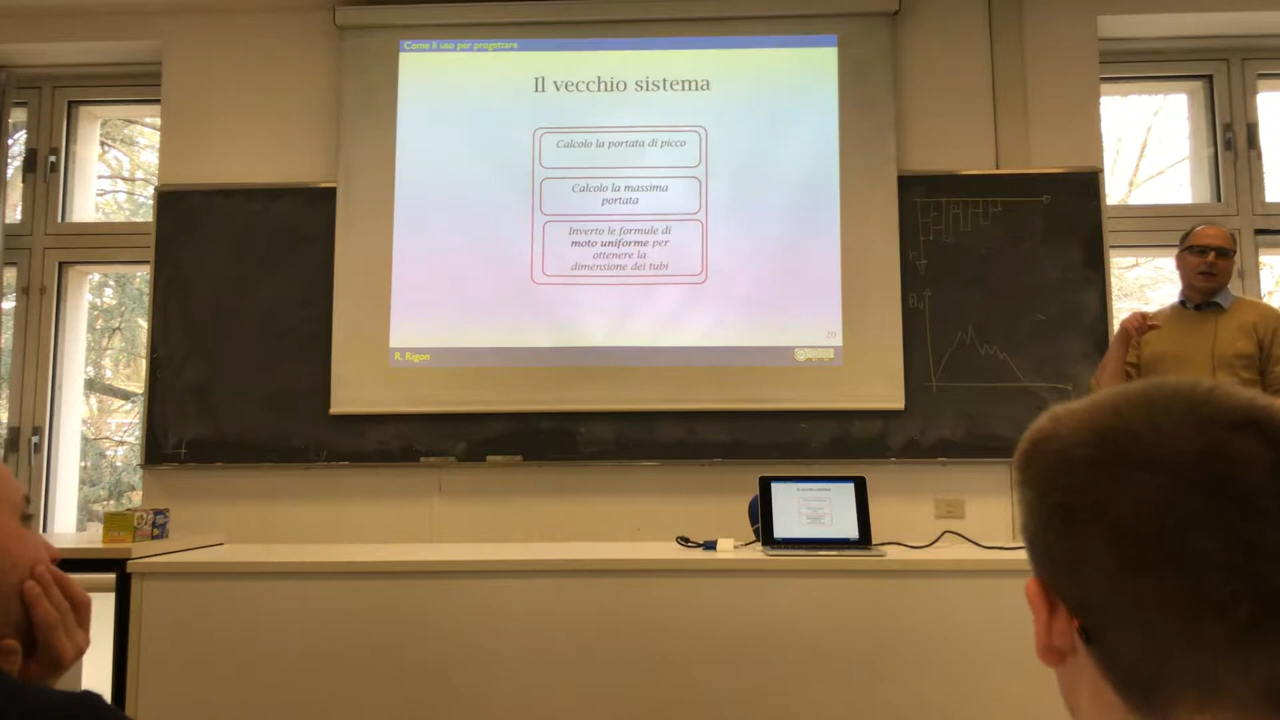 Come li uso per progettare
Il vecchio sistema
Calcolo la portata di picco
Calcolo la massima
portata
Inverto le formule di
moto uniforme per
ottenere la
dimensione dei tubi
20
R. Rigon